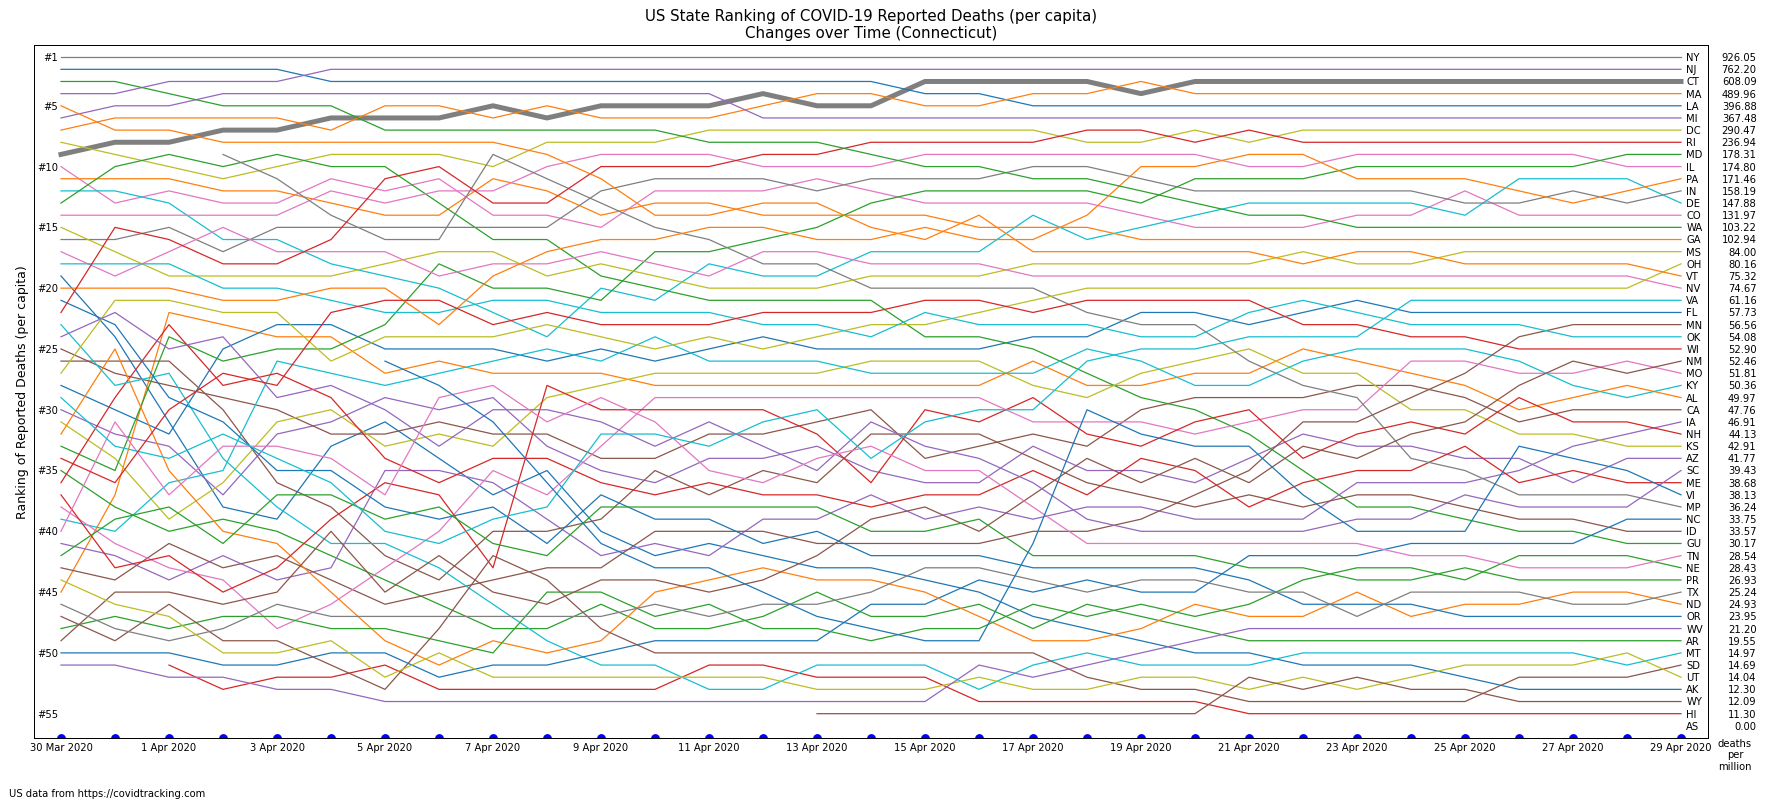 US State Ranking of COVID-19 Reported Deaths (per capita)
Changes over Time (Connecticut)
Ranking of Reported Deaths (per capita)
#1
#5
#10
#15
#20
#25
#30
#35
#40
#45
#50
#55
NY 926.05
NJ 762.20
CT 608.09
MA 489.96
LA 396.88
MI 367.48
DC 290.47
RI 236.94
MD 178.31
IL 174.80
PA 171.46
IN 158.19
DE 147.88
CO 131.97
WA 103.22
GA 102.94
MS 84.00
OH 80.16
VT 75.32
NV 74.67
VA 61.16
FL 57.73
MN 56.56
OK 54.08
WI 52.90
NM 52.46
MO 51.81
KY 50.36
AL 49.97
CA 47.76
IA 46.91
NH 44.13
KS 42.91
AZ 41.77
SC 39.43
ME 38.68
VI 38.13
MP 36.24
NC 33.75
ID 33.57
GU 30.17
TN 28.54
NE 28.43
PR 26.93
TX 25.24
ND 24.93
OR 23.95
WV 21.20
AR 19.55
MT 14.97
SD 14.69
UT 14.04
AK 12.30
WY 12.09
HI 11.30
AS 0.00
30 Mar 2020 1 Apr 2020 3 Apr 2020 5 Apr 2020 7 Apr 2020 9 Apr 2020 11 Apr 2020 13 Apr 2020 15 Apr 2020 17 Apr 2020 19 Apr 2020 21 Apr 2020 23 Apr 2020 25 Apr 2020 27 Apr 2020 29 Apr 2020
deaths
per
million
US data from https://covidtracking.com